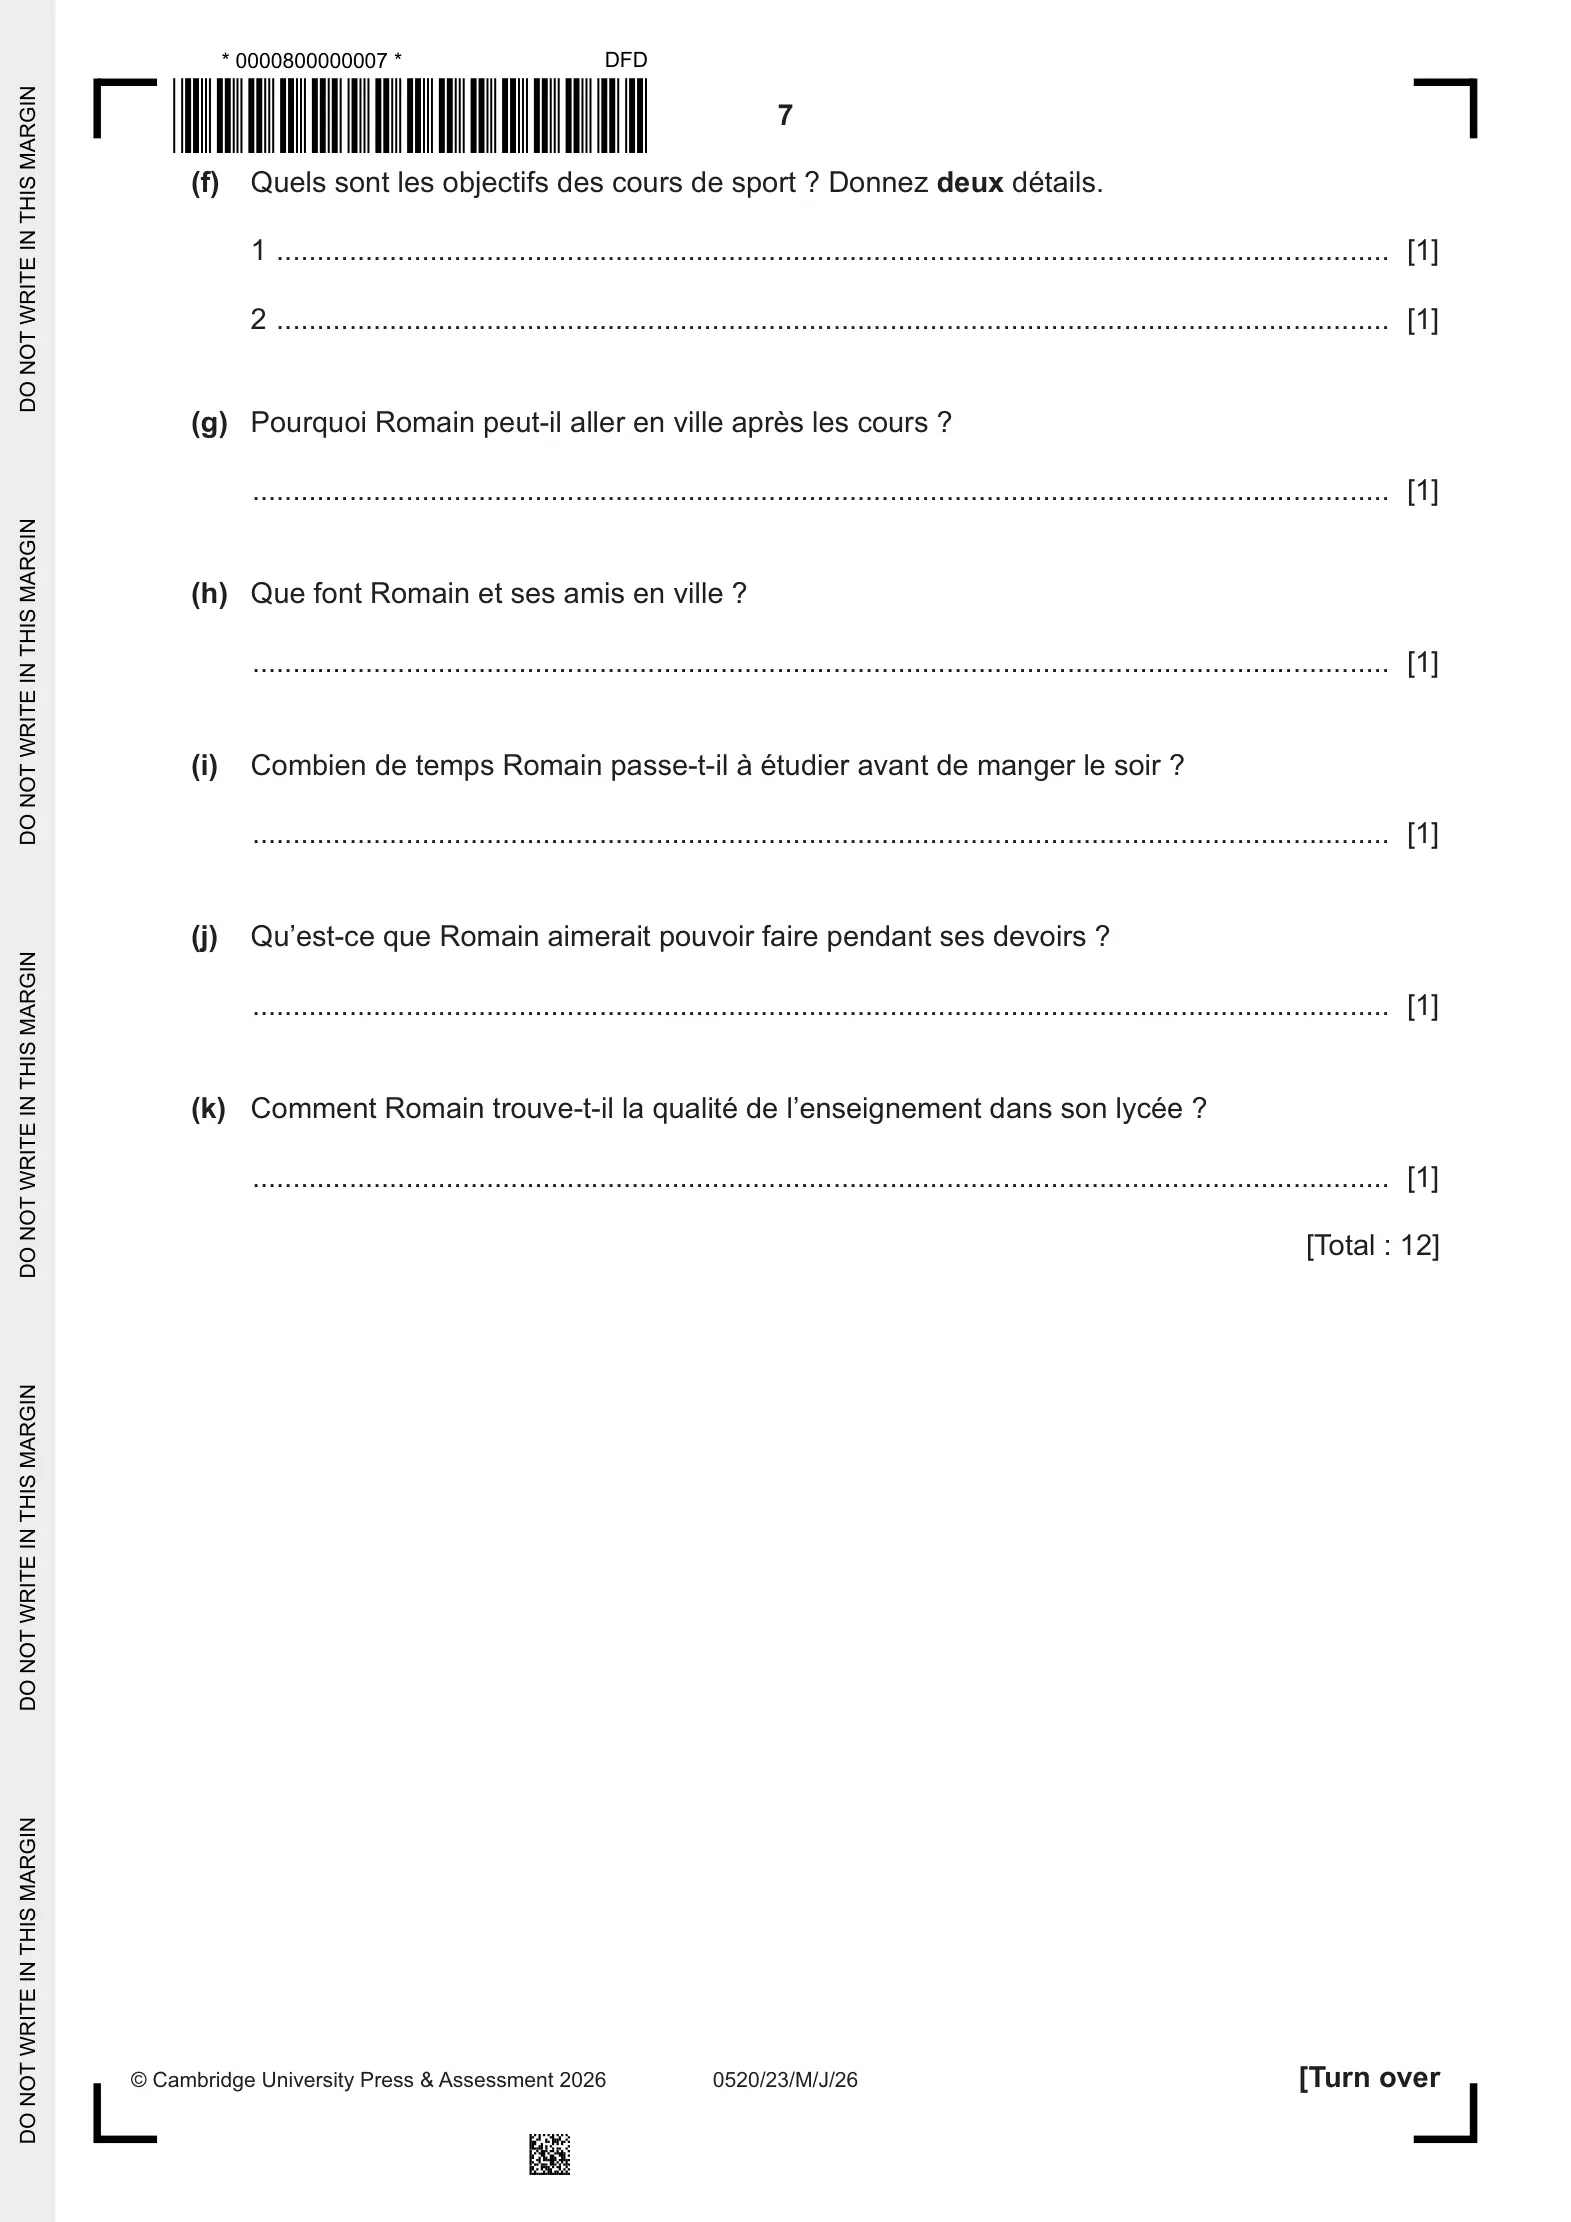 * 0000800000007 *
DFD
7
(f) Quels sont les objectifs des cours de sport ? Donnez deux détails.
1 ........................................................................................................................................... [1]
2 ........................................................................................................................................... [1]
(g) Pourquoi Romain peut-il aller en ville après les cours ?
.............................................................................................................................................. [1]
(h) Que font Romain et ses amis en ville ?
.............................................................................................................................................. [1]
(i) Combien de temps Romain passe-t-il à étudier avant de manger le soir ?
.............................................................................................................................................. [1]
(j) Qu’est-ce que Romain aimerait pouvoir faire pendant ses devoirs ?
.............................................................................................................................................. [1]
(k) Comment Romain trouve-t-il la qualité de l’enseignement dans son lycée ?
.............................................................................................................................................. [1]
[Total : 12]
© Cambridge University Press & Assessment 2026
0520/23/M/J/26
[Turn over
DO NOT WRITE IN THIS MARGIN
DO NOT WRITE IN THIS MARGIN
DO NOT WRITE IN THIS MARGIN
DO NOT WRITE IN THIS MARGIN
DO NOT WRITE IN THIS MARGIN